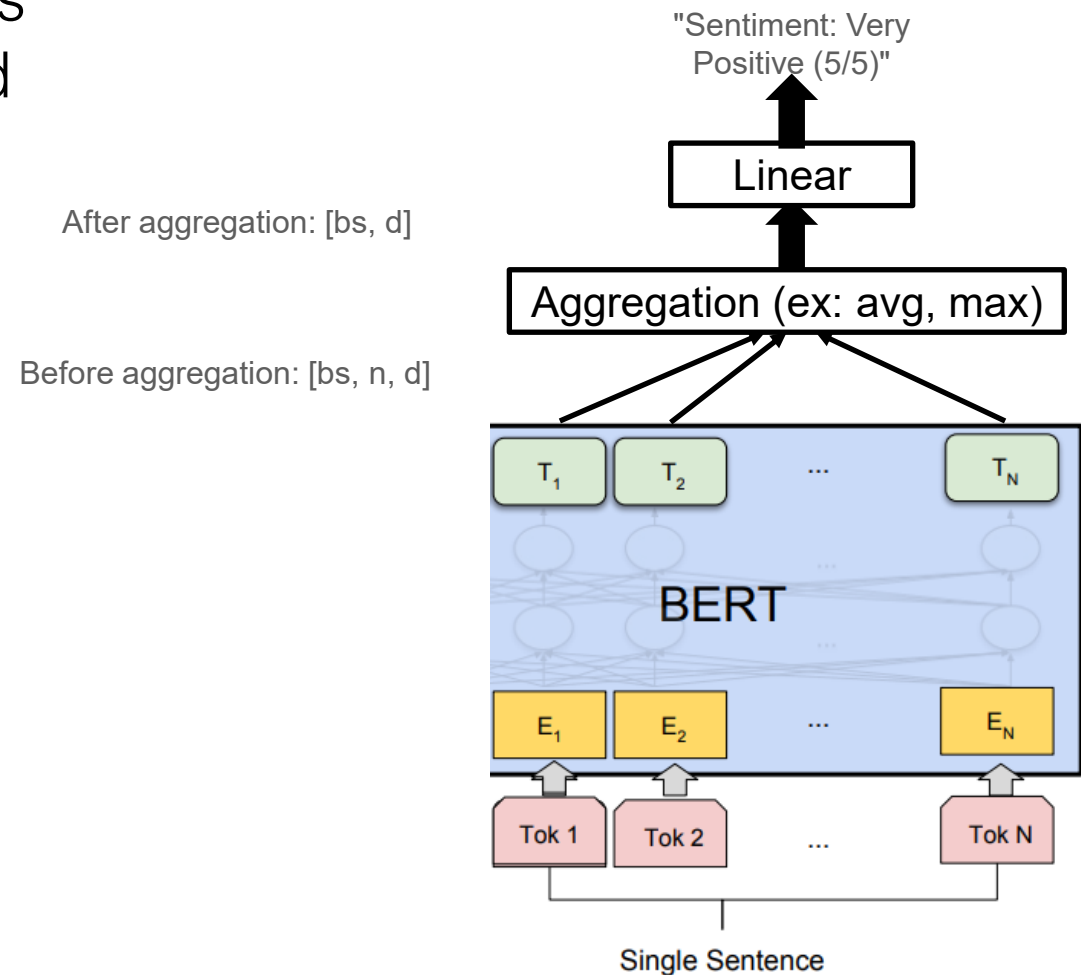 s
d
"Sentiment: Very
Positive (5/5)"
Linear
After aggregation: [bs, d]
Aggregation (ex: avg, max)
Before aggregation: [bs, n, d]
T1 T2 ... TN
...
BERT
...
E1 E2 ... EN
Tok 1 Tok 2 ... Tok N
Single Sentence